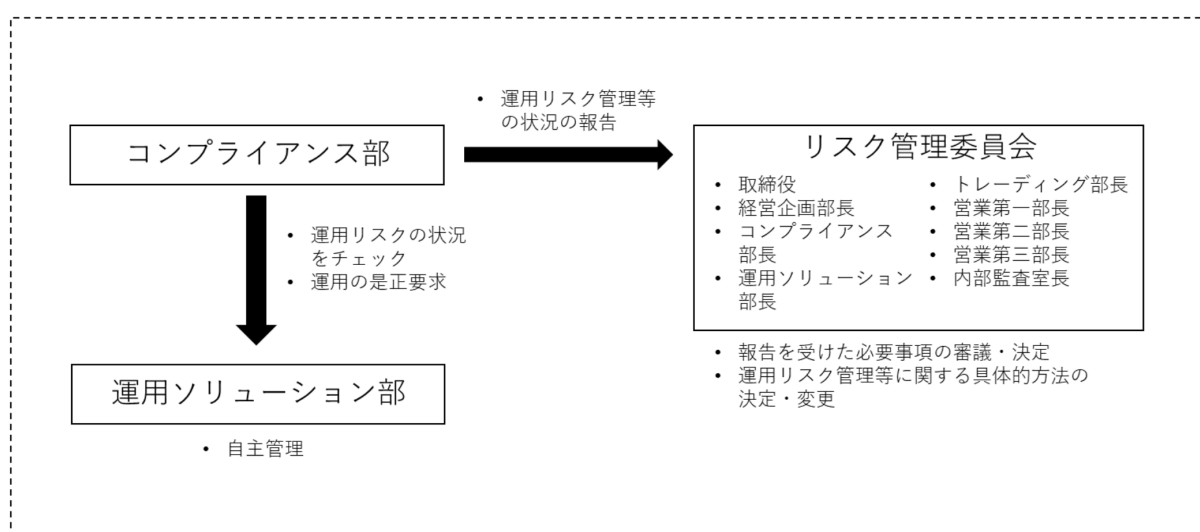 • 運用リスク管理等
の状況の報告
コンプライアンス部
リスク管理委員会
• 取締役
• 経営企画部長
• コンプライアンス
部長
• 運用ソリューション
部長
• トレーディング部長
• 営業第一部長
• 営業第二部長
• 営業第三部長
• 内部監査室長
• 運用リスクの状況
をチェック
• 運用の是正要求
• 報告を受けた必要事項の審議・決定
• 運用リスク管理等に関する具体的方法の
決定・変更
運用ソリューション部
• 自主管理